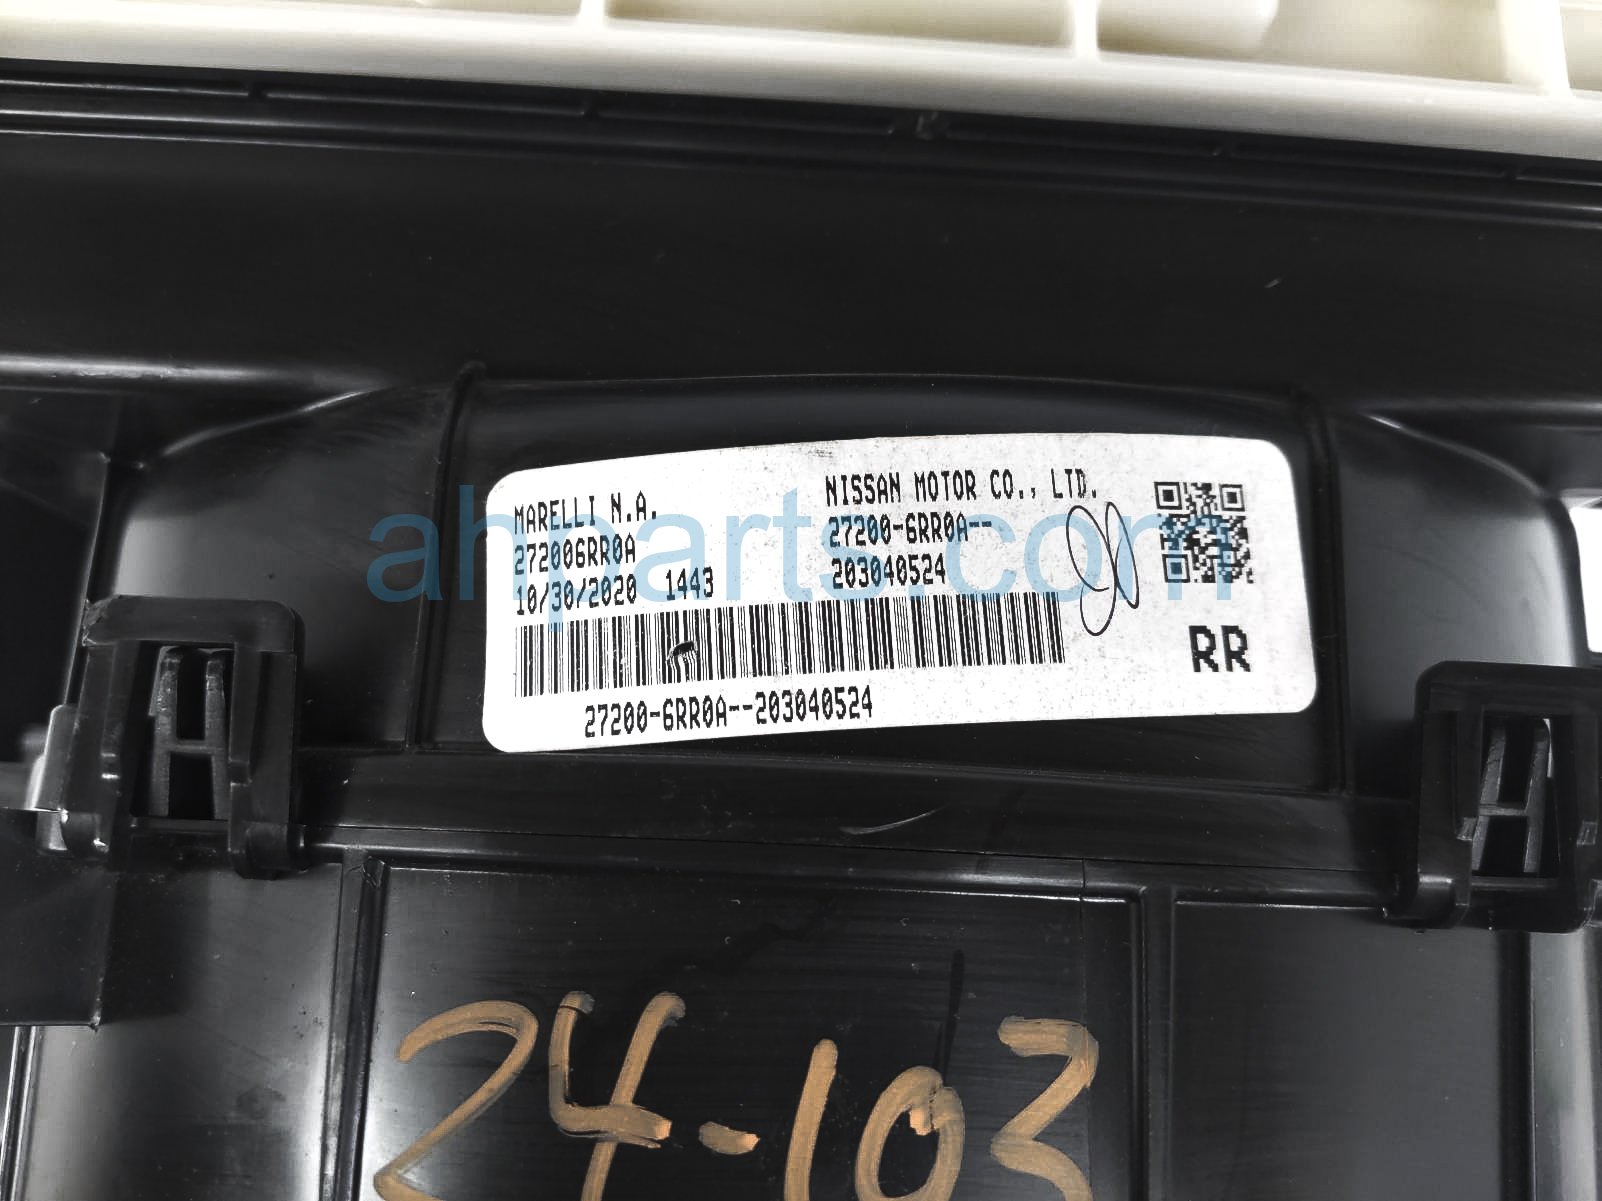 MARELLI N.A.
272006RR0A
10/30/2020 1443
NISSAN MOTOR CO., LTD.
27200-6RR0A--
203040524
RR
27200-6RR0A--203040524
ahparts.com
24-103